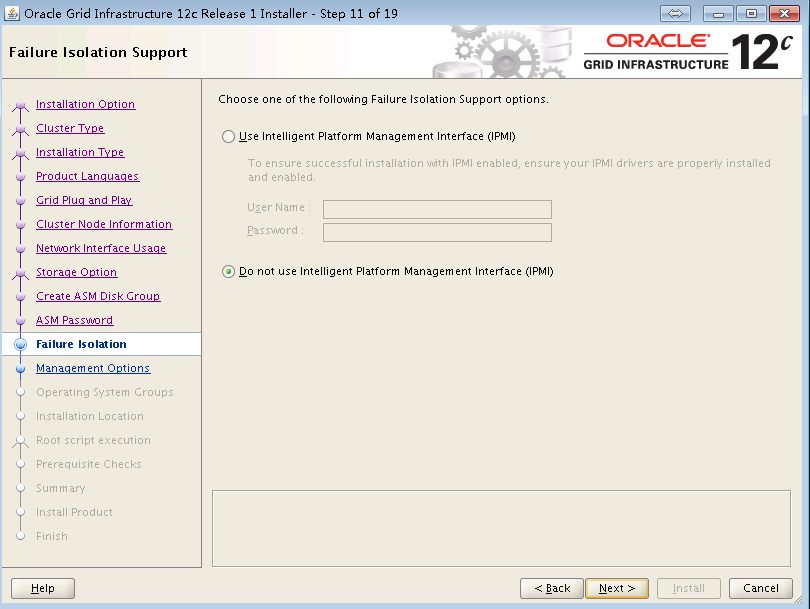 Oracle Grid Infrastructure 12c Release 1 Installer - Step 11 of 19
Failure Isolation Support
ORACLE
GRID INFRASTRUCTURE
12c
Installation Option
Cluster Type
Installation Type
Product Languages
Grid Plug and Play
Cluster Node Information
Network Interface Usage
Storage Option
Create ASM Disk Group
ASM Password
Failure Isolation
Management Options
Operating System Groups
Installation Location
Root script execution
Prerequisite Checks
Summary
Install Product
Finish
Choose one of the following Failure Isolation Support options.
Use Intelligent Platform Management Interface (IPMI)
To ensure successful installation with IPMI enabled, ensure your IPMI drivers are properly installed
and enabled.
User Name :
Password :
Do not use Intelligent Platform Management Interface (IPMI)
Help
< Back
Next >
Install
Cancel